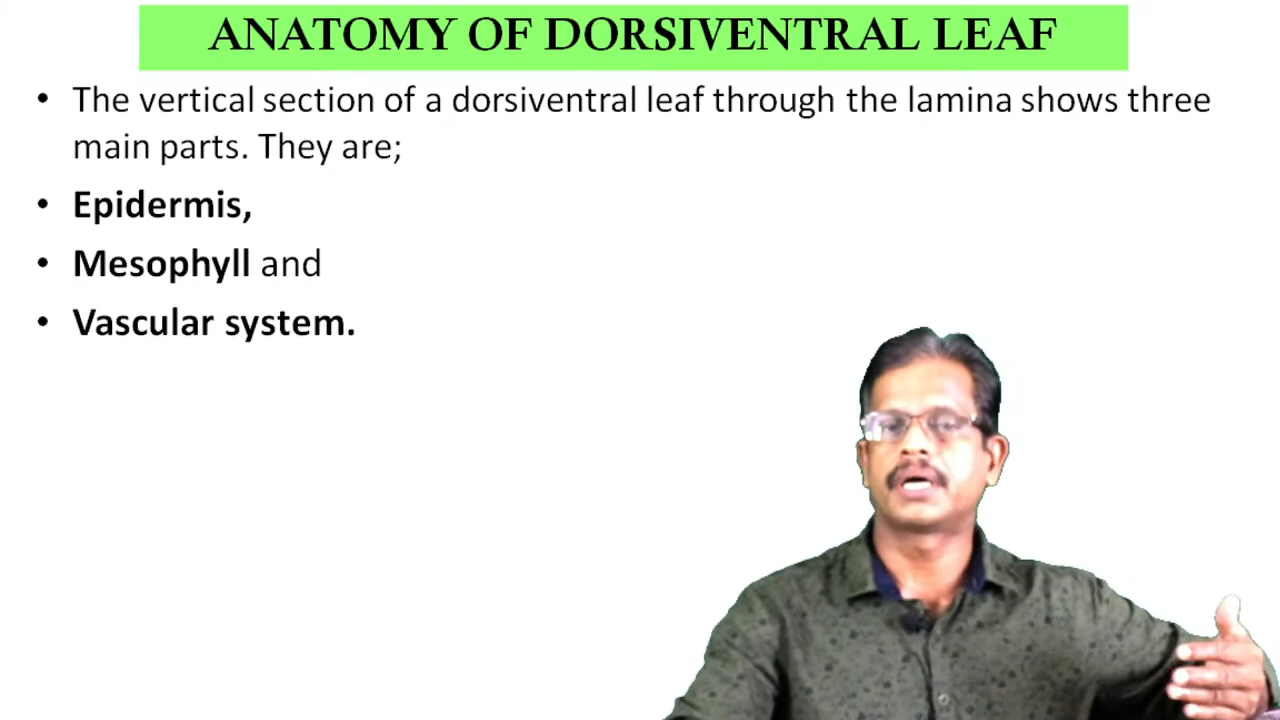 ANATOMY OF DORSIVENTRAL LEAF
• The vertical section of a dorsiventral leaf through the lamina shows three
main parts. They are;
• Epidermis,
• Mesophyll and
• Vascular system.